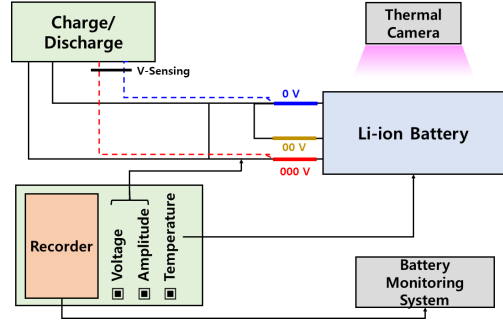 Charge/
Discharge
Thermal
Camera
V-Sensing
0 V
Li-ion Battery
00 V
000 V
Recorder
Voltage
Amplitude
Temperature
Battery
Monitoring
System